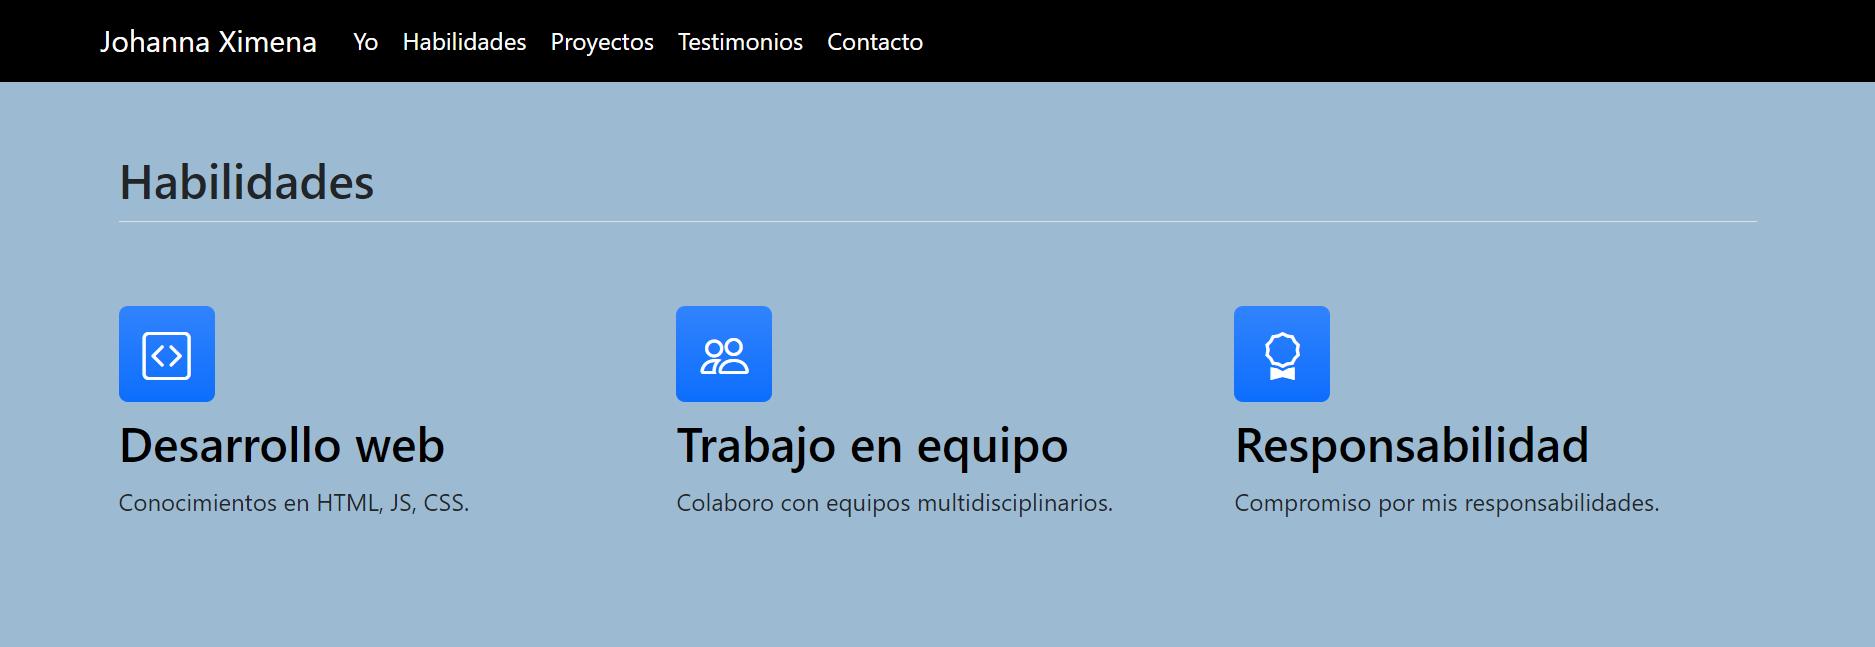 Johanna Ximena Yo Habilidades Proyectos Testimonios Contacto
Habilidades
Desarrollo web
Conocimientos en HTML, JS, CSS.
Trabajo en equipo
Colaboro con equipos multidisciplinarios.
Responsabilidad
Compromiso por mis responsabilidades.